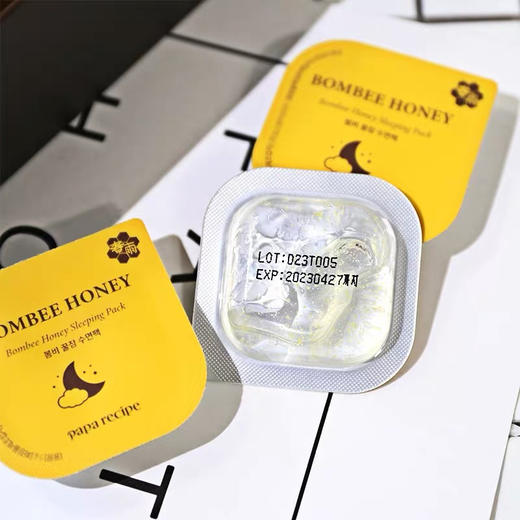 BOMBEE HONEY
Bombee Honey Sleeping Pack
봄비 꿀잠 수면팩
LOT:D23T005
EXP:20230427까지
BOMBEE HONEY
Bombee Honey Sleeping Pack
봄비 꿀잠 수면팩
papa recipe